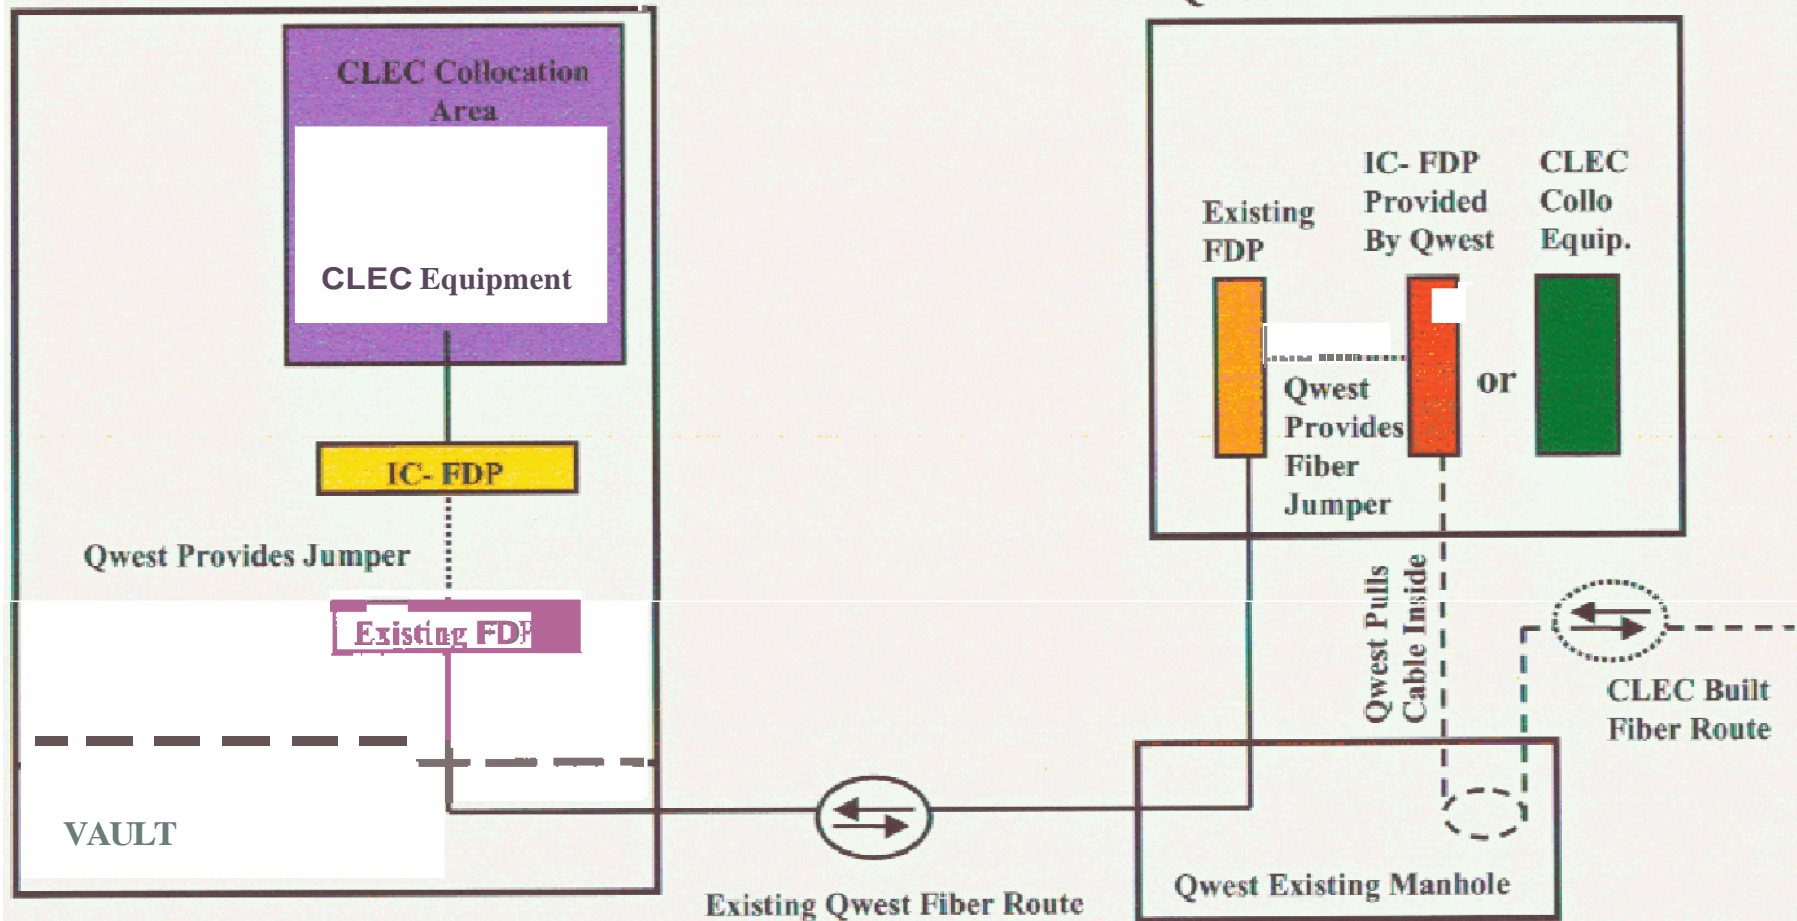 CLEC Collocation
Area
CLEC Equipment
IC- FDP
Qwest Provides Jumper
Existing FDP
VAULT
Existing Qwest Fiber Route
Existing
FDP
IC- FDP
Provided
By Qwest
CLEC
Collo
Equip.
or
Qwest
Provides
Fiber
Jumper
Qwest Pulls
Cable Inside
CLEC Built
Fiber Route
Qwest Existing Manhole